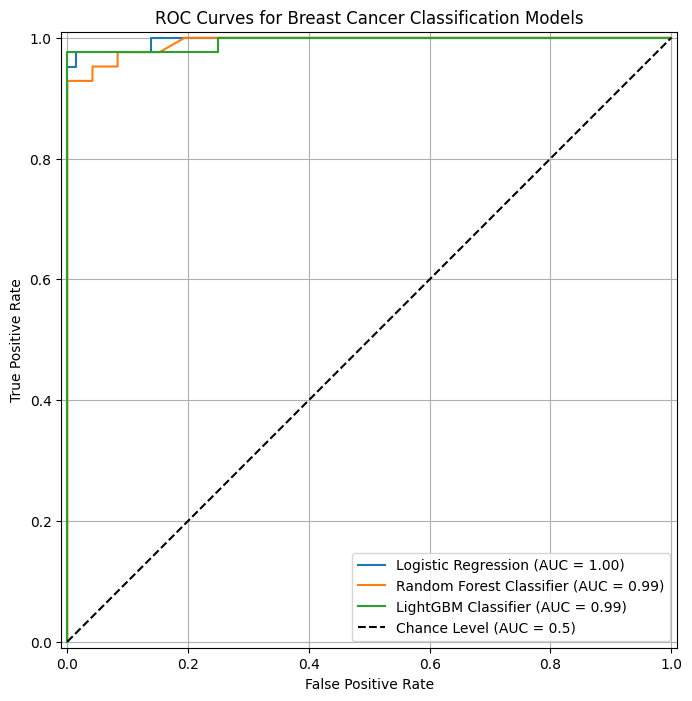 ROC Curves for Breast Cancer Classification Models
True Positive Rate
1.0
0.8
0.6
0.4
0.2
0.0
0.0 0.2 0.4 0.6 0.8 1.0
False Positive Rate
Logistic Regression (AUC = 1.00)
Random Forest Classifier (AUC = 0.99)
LightGBM Classifier (AUC = 0.99)
Chance Level (AUC = 0.5)